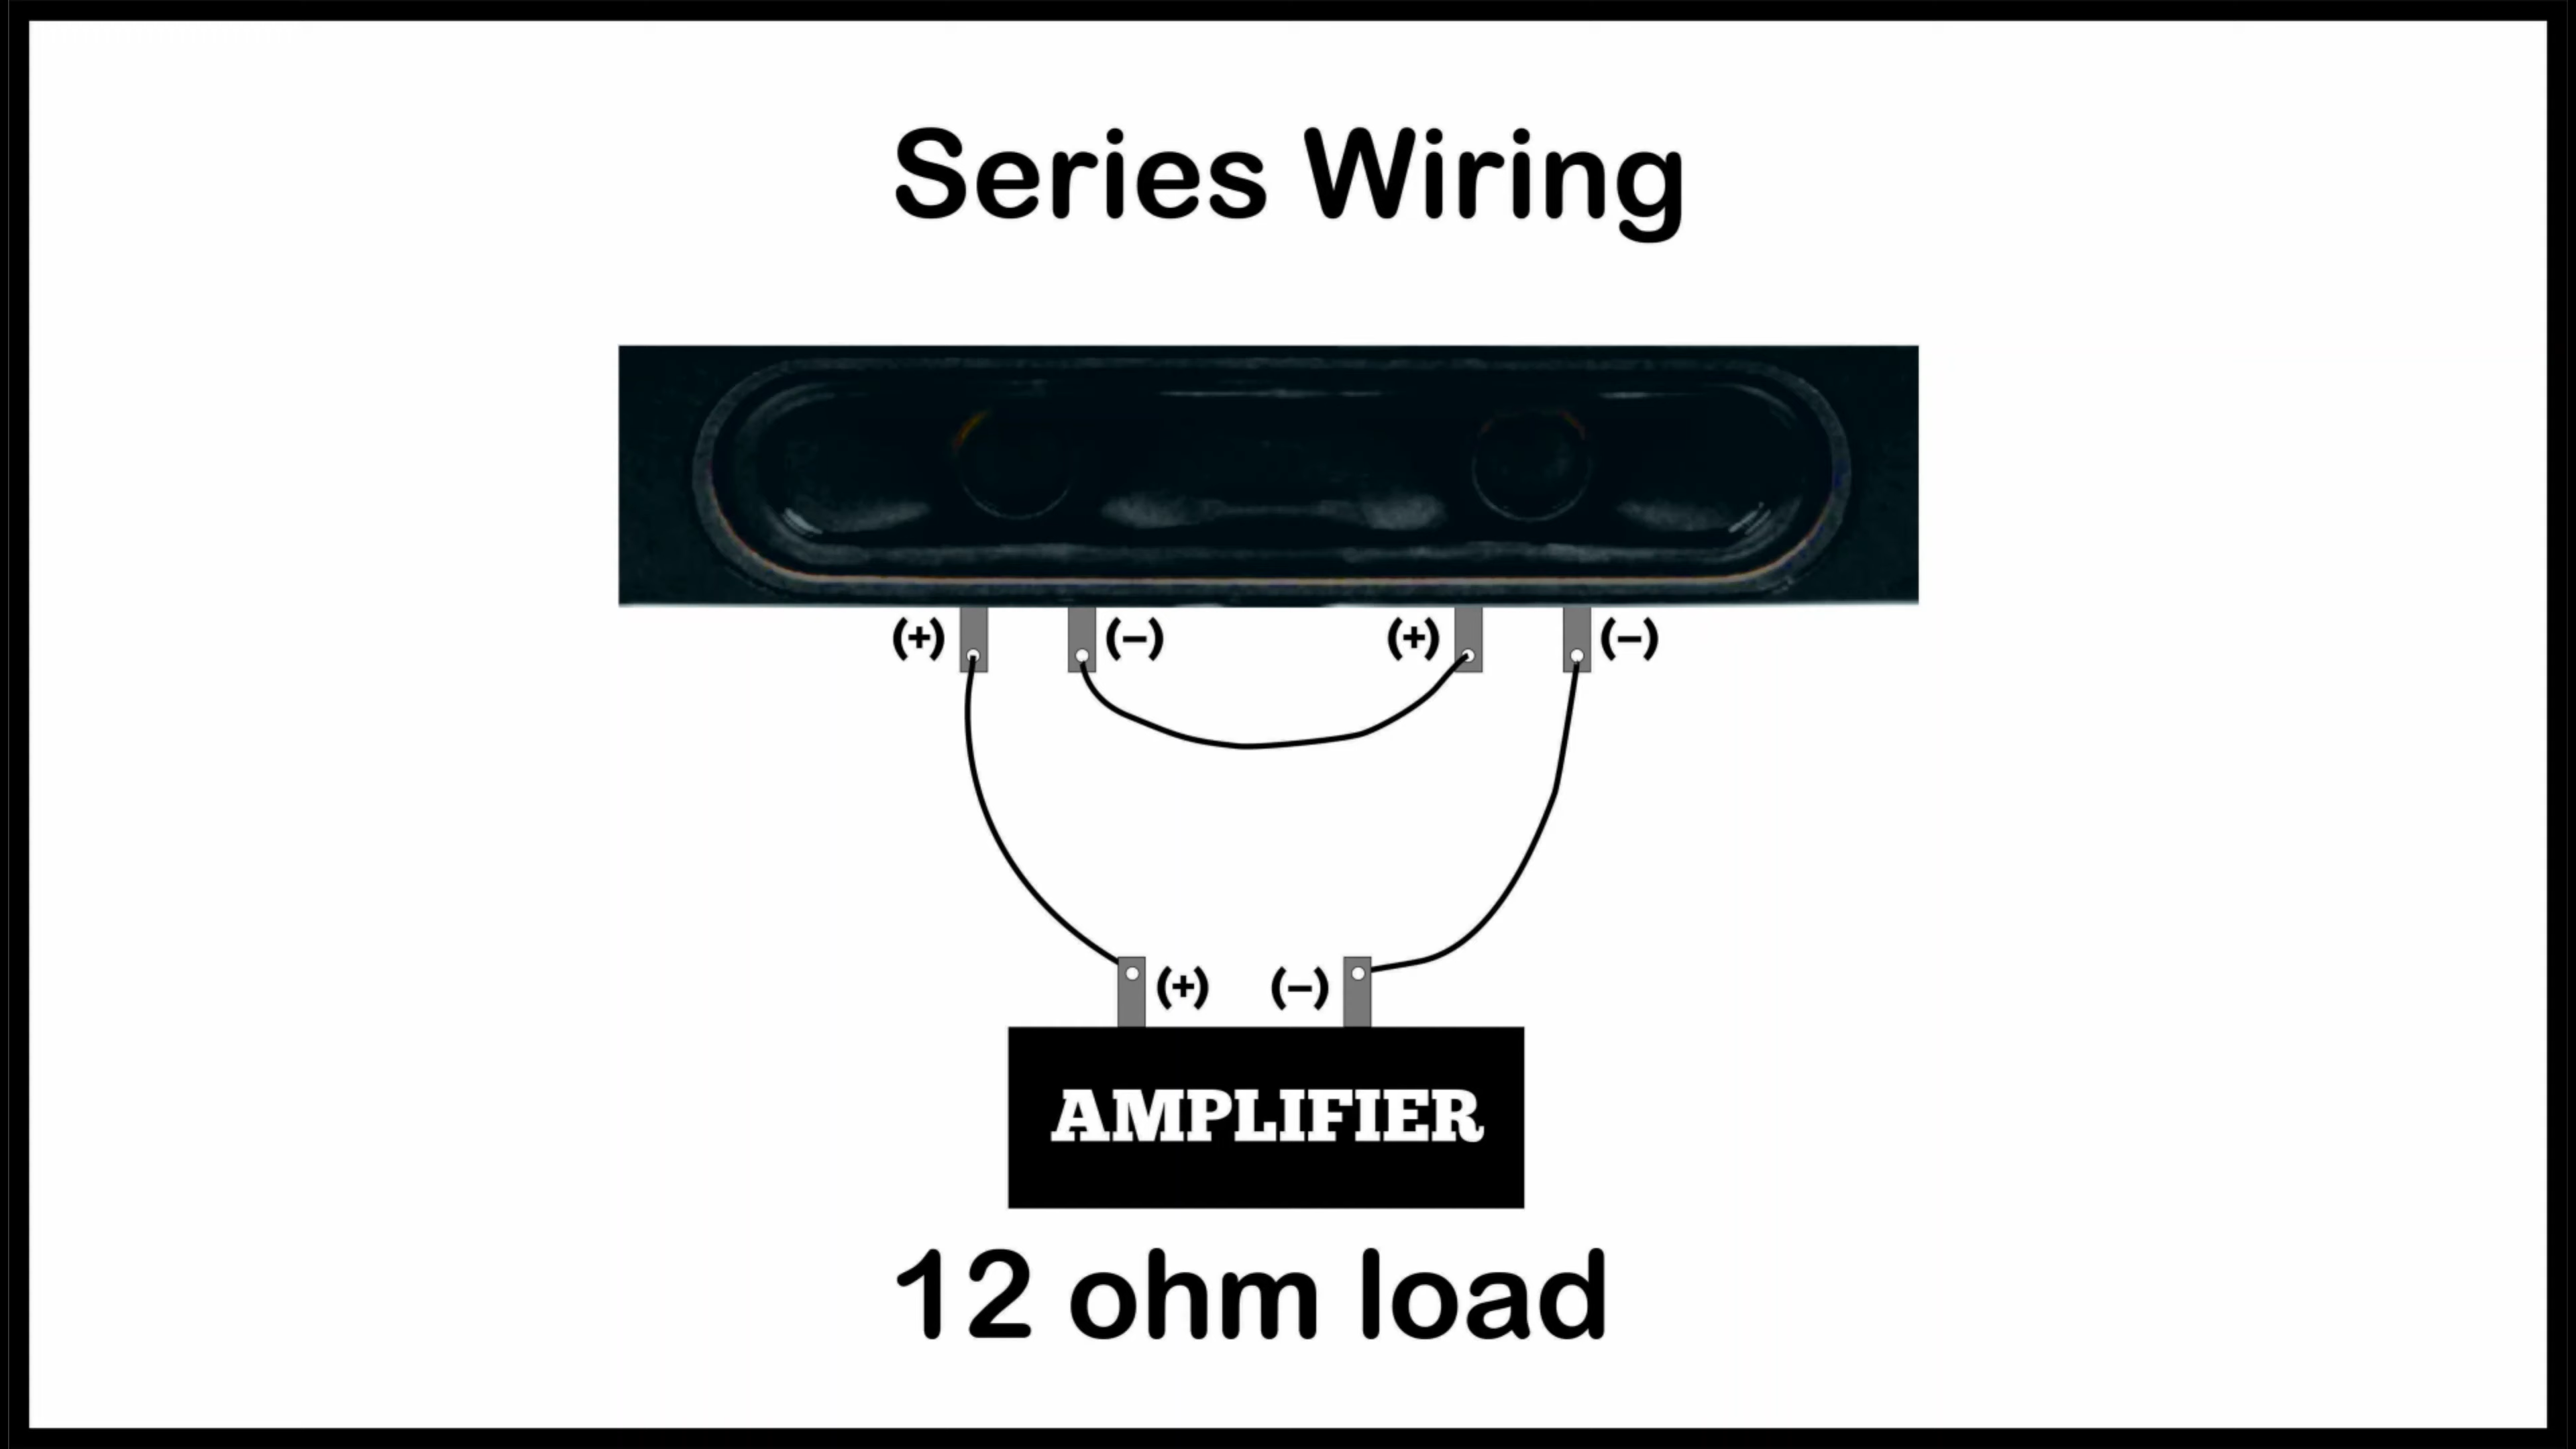 Series Wiring
(+) (−) (+) (−)
(+) (−)
AMPLIFIER
12 ohm load